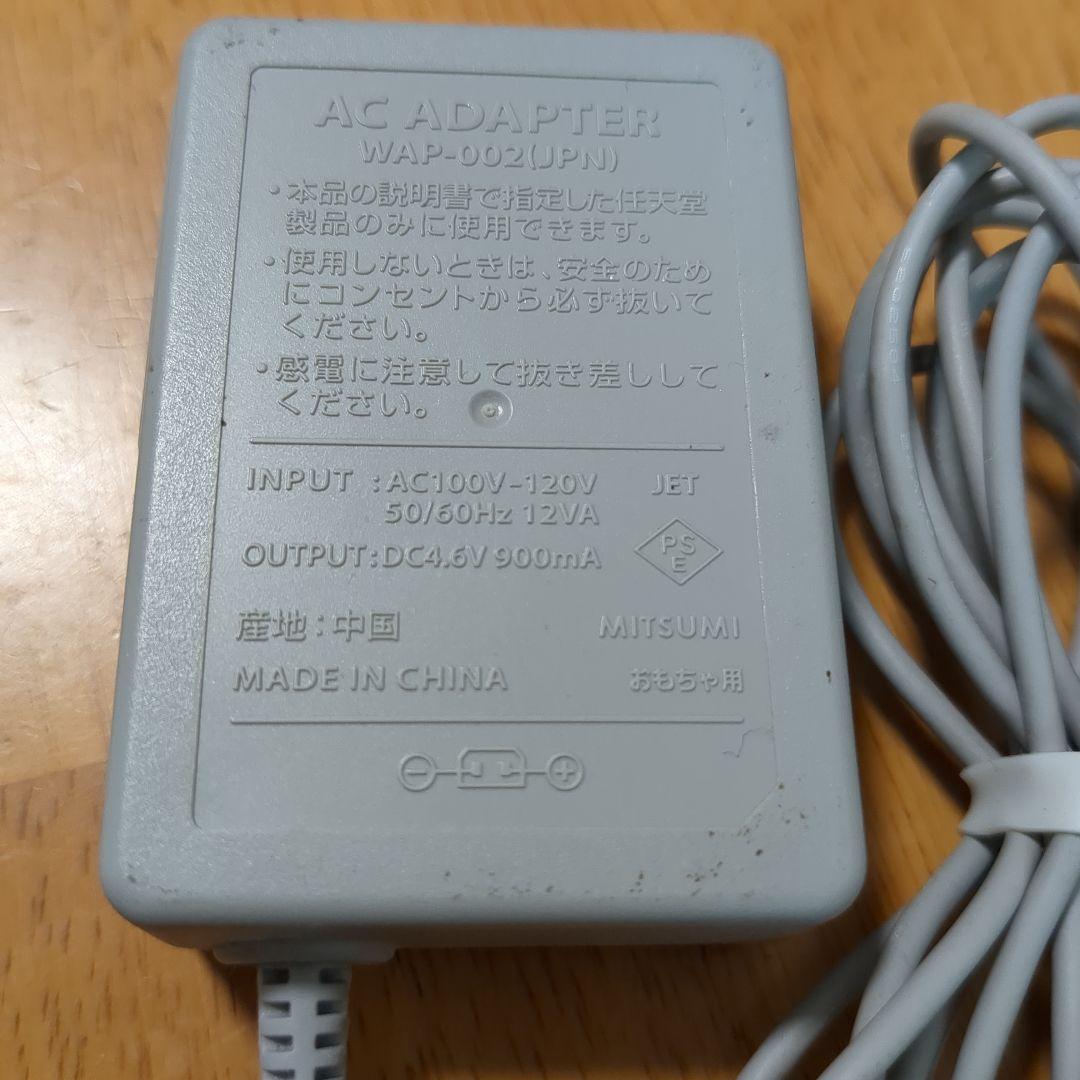 AC ADAPTER
WAP-002(JPN)
・本品の説明書で指定した任天堂
製品のみに使用できます。
・使用しないときは、安全のため
にコンセントから必ず抜いて
ください。
・感電に注意して抜き差しして
ください。
INPUT : AC100V-120V JET
50/60Hz 12VA
OUTPUT: DC4.6V 900mA
PS
E
産地：中国 MITSUMI
MADE IN CHINA おもちゃ用